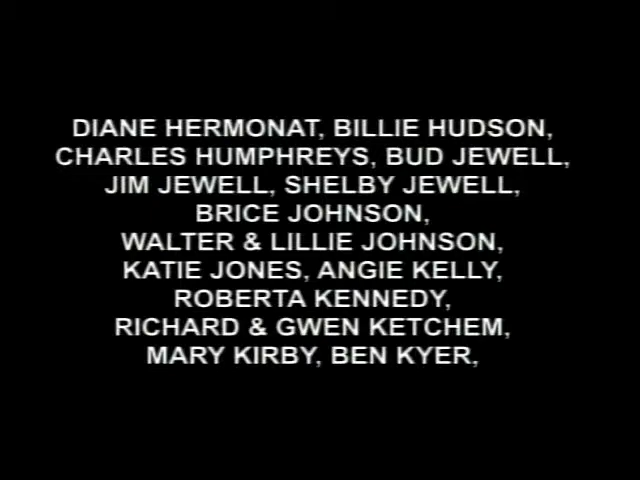 DIANE HERMONAT, BILLIE HUDSON,
CHARLES HUMPHREYS, BUD JEWELL,
JIM JEWELL, SHELBY JEWELL,
BRICE JOHNSON,
WALTER & LILLIE JOHNSON,
KATIE JONES, ANGIE KELLY,
ROBERTA KENNEDY,
RICHARD & GWEN KETCHEM,
MARY KIRBY, BEN KYER,